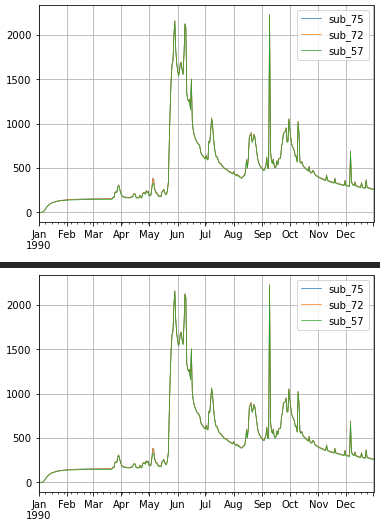 sub_75
sub_72
sub_57
2000
1500
1000
500
0
Jan Feb Mar Apr May Jun Jul Aug Sep Oct Nov Dec
1990
sub_75
sub_72
sub_57
2000
1500
1000
500
0
Jan Feb Mar Apr May Jun Jul Aug Sep Oct Nov Dec
1990